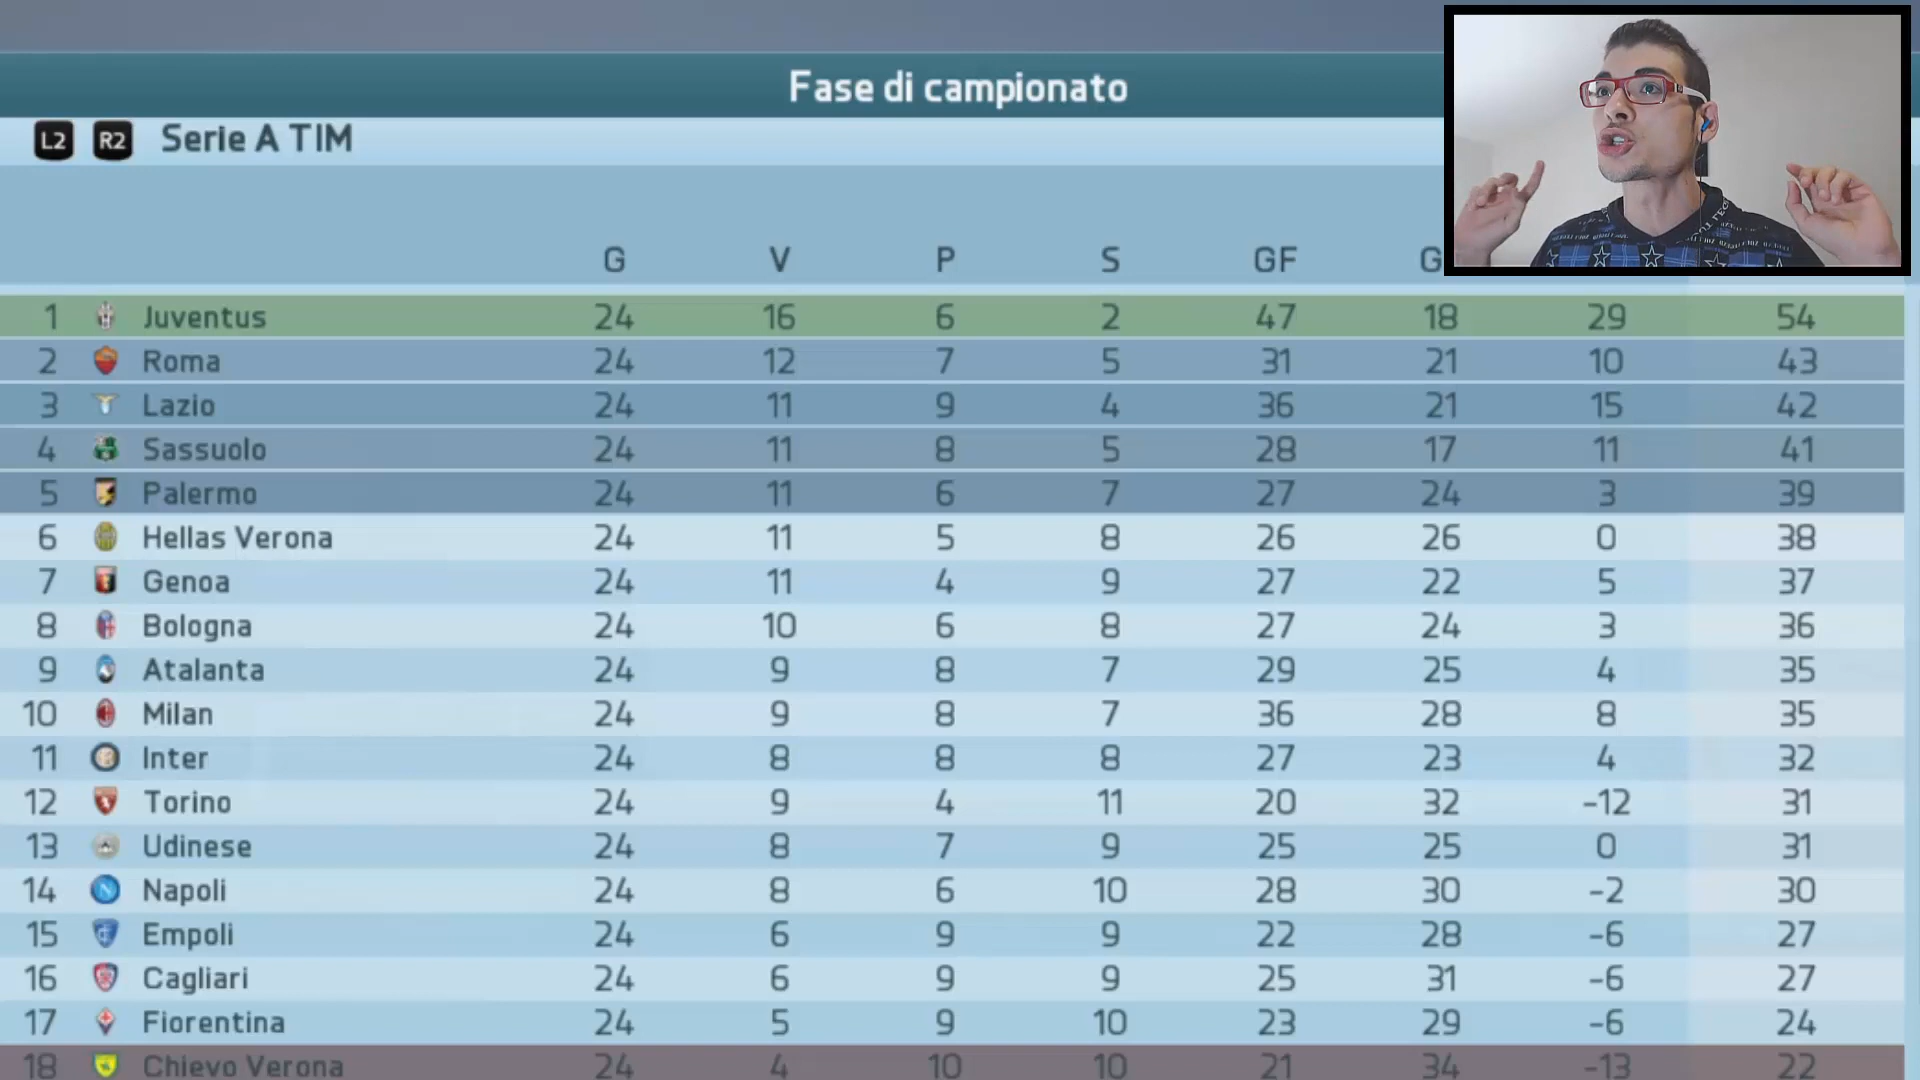 Fase di campionato
L2 R2 Serie A TIM
G V P S GF G
1 Juventus 24 16 6 2 47 18 29 54
2 Roma 24 12 7 5 31 21 10 43
3 Lazio 24 11 9 4 36 21 15 42
4 Sassuolo 24 11 8 5 28 17 11 41
5 Palermo 24 11 6 7 27 24 3 39
6 Hellas Verona 24 11 5 8 26 26 0 38
7 Genoa 24 11 4 9 27 22 5 37
8 Bologna 24 10 6 8 27 24 3 36
9 Atalanta 24 9 8 7 29 25 4 35
10 Milan 24 9 8 7 36 28 8 35
11 Inter 24 8 8 8 27 23 4 32
12 Torino 24 9 4 11 20 32 -12 31
13 Udinese 24 8 7 9 25 25 0 31
14 Napoli 24 8 6 10 28 30 -2 30
15 Empoli 24 6 9 9 22 28 -6 27
16 Cagliari 24 6 9 9 25 31 -6 27
17 Fiorentina 24 5 9 10 23 29 -6 24
18 Chievo Verona 24 4 10 10 21 34 -13 22